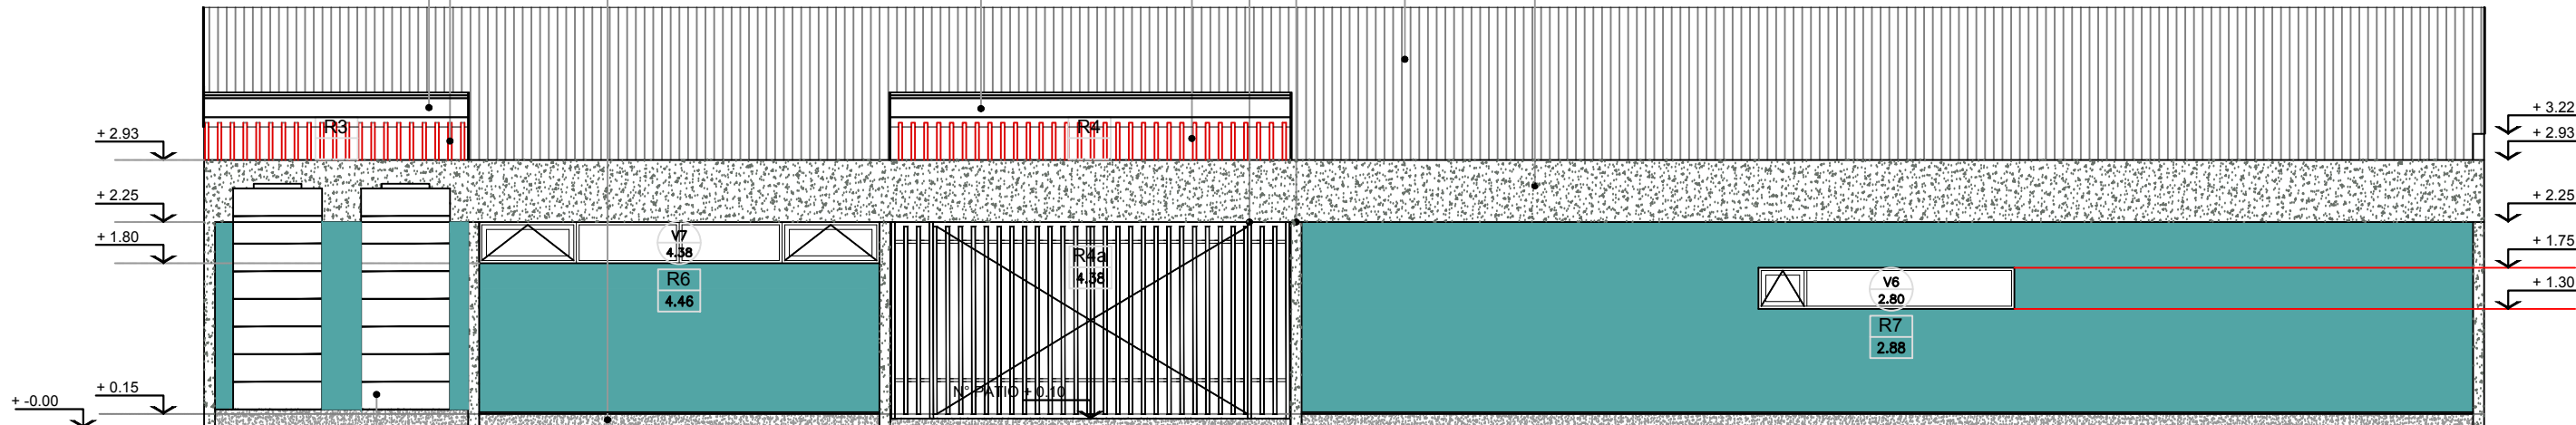 R3
R4
+ 3.22
+ 2.93
+ 2.93
+ 2.25
+ 2.25
+ 1.80
V7
4.38
R4a
4.38
+ 1.75
R6
4.46
V6
2.80
+ 1.30
R7
2.88
+ 0.15
N° PATIO + 0.10
+ -0.00